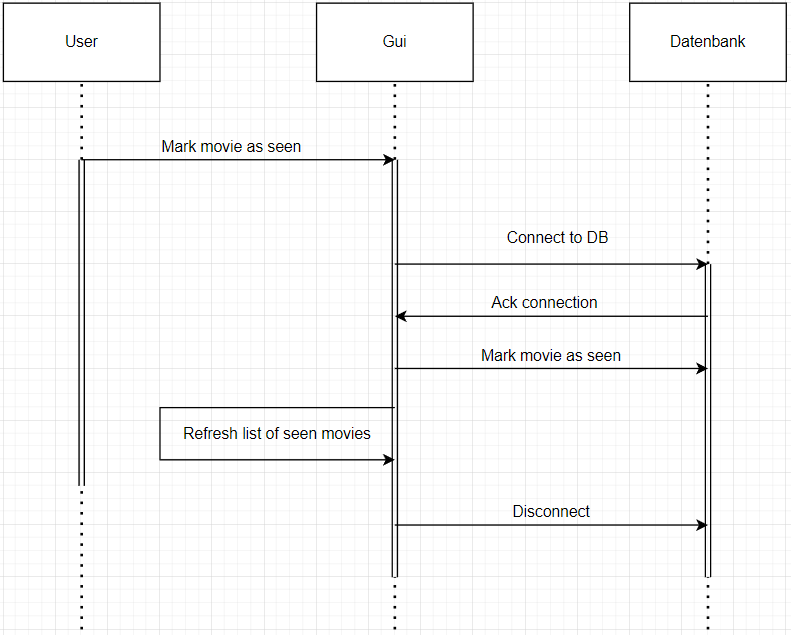 User
Gui
Datenbank
Mark movie as seen
Connect to DB
Ack connection
Mark movie as seen
Refresh list of seen movies
Disconnect